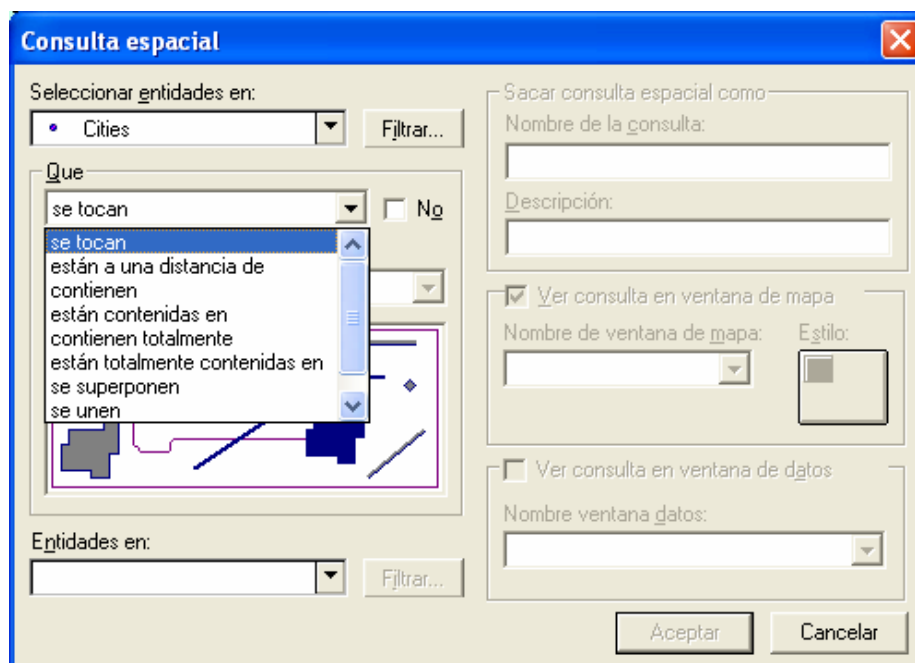 Consulta espacial
Seleccionar entidades en:
Cities
Filtrar...
Que
se tocan
No
se tocan
están a una distancia de
contienen
están contenidas en
contienen totalmente
están totalmente contenidas en
se superponen
se unen
Entidades en:
Filtrar...
Sacar consulta espacial como
Nombre de la consulta:
Descripción:
Ver consulta en ventana de mapa
Nombre de ventana de mapa:
Estilo:
Ver consulta en ventana de datos
Nombre ventana datos:
Aceptar
Cancelar